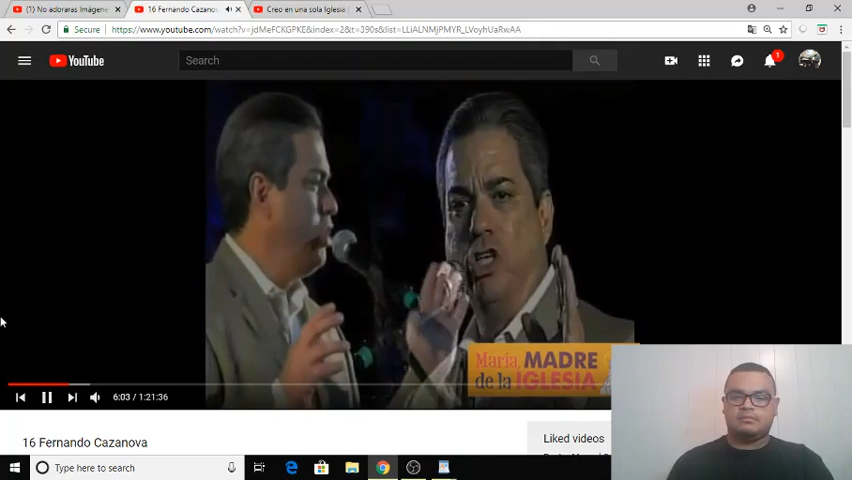 (1) No adoraras Imágene
16 Fernando Cazanov
Creo en una sola Iglesia
Secure
https://www.youtube.com/watch?v=jdMeFCKGPKE&index=2&t=390s&list=LLiALNMjPMYR_LVoyhUaRwAA
YouTube
Search
1
María, MADRE
de la IGLESIA
6:03 / 1:21:36
16 Fernando Cazanova
Liked videos
Type here to search